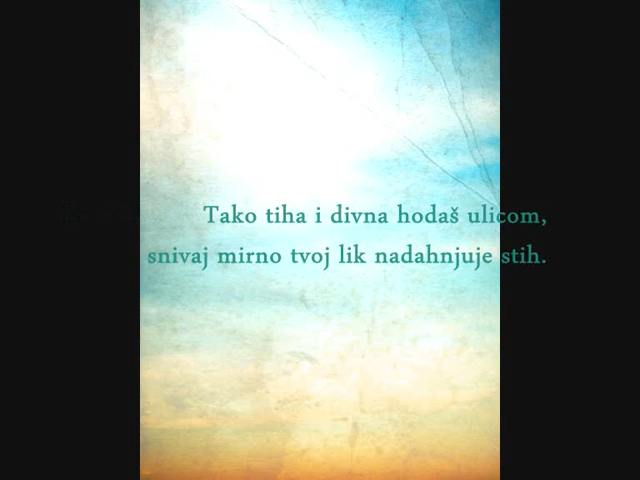 Tako tiha i divna hodaš ulicom,
snivaj mirno tvoj lik nadahnjuje stih.